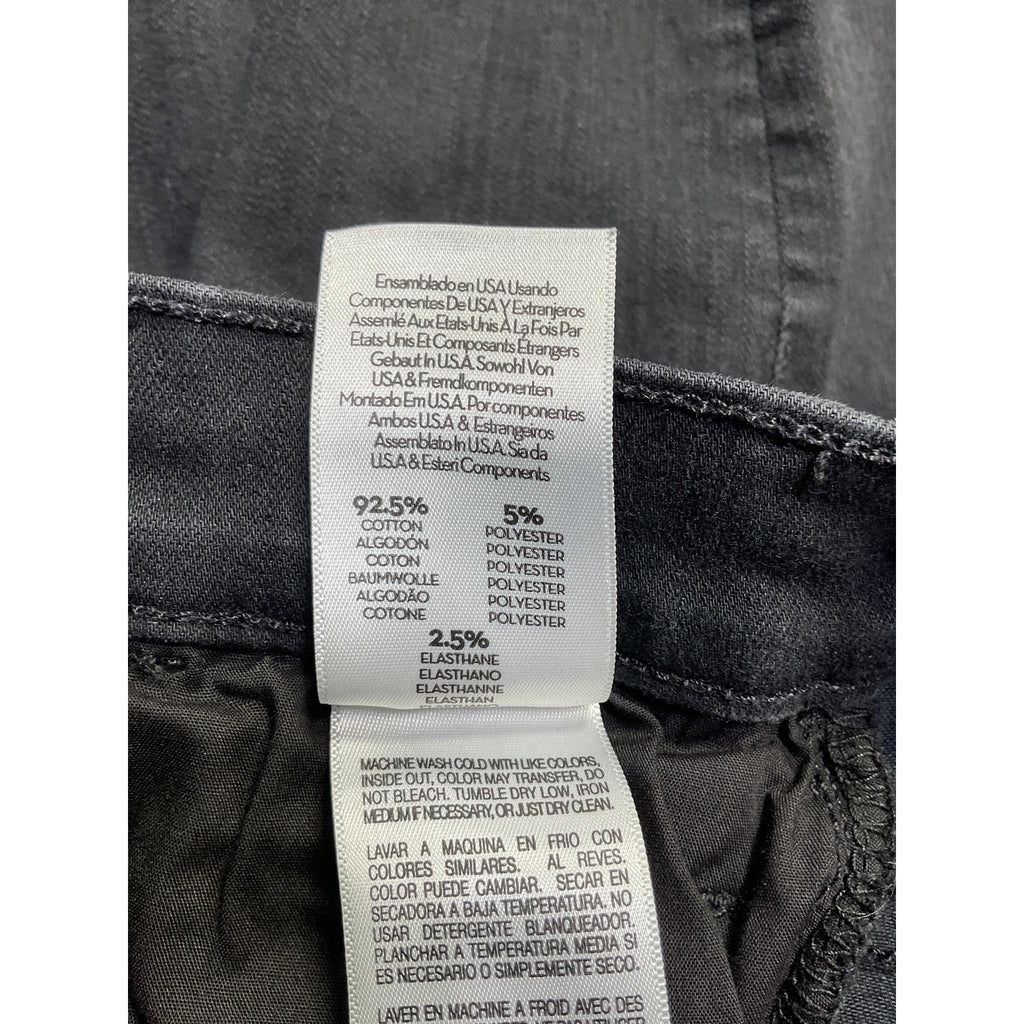 Ensamblado en USA Usando
Componentes De USA Y Extranjeros
Assemlé Aux Etats-Unis À La Fois Par
Etats-Unis Et Composants Étrangers
Gebaut In U.S.A. Sowohl Von
USA & Fremdkomponenten
Montado Em U.S.A. Por componentes
Ambos U.S.A & Estrangeiros
Assemblato In U.S.A. Sia da
U.S.A & Esteri Components
92.5%
COTTON
ALGODÓN
COTON
BAUMWOLLE
ALGODÃO
COTONE
5%
POLYESTER
POLYESTER
POLYESTER
POLYESTER
POLYESTER
POLYESTER
2.5%
ELASTHANE
ELASTHANO
ELASTHANNE
ELASTHAN
MACHINE WASH COLD WITH LIKE COLORS,
INSIDE OUT, COLOR MAY TRANSFER, DO
NOT BLEACH. TUMBLE DRY LOW, IRON
MEDIUM IF NECESSARY, OR JUST DRY CLEAN.
LAVAR A MAQUINA EN FRIO CON
COLORES SIMILARES. AL REVES.
COLOR PUEDE CAMBIAR. SECAR EN
SECADORA A BAJA TEMPERATURA. NO
USAR DETERGENTE BLANQUEADOR,
PLANCHAR A TEMPERATURA MEDIA SI
ES NECESARIO O SIMPLEMENTE SECO.
LAVER EN MACHINE A FROID AVEC DES